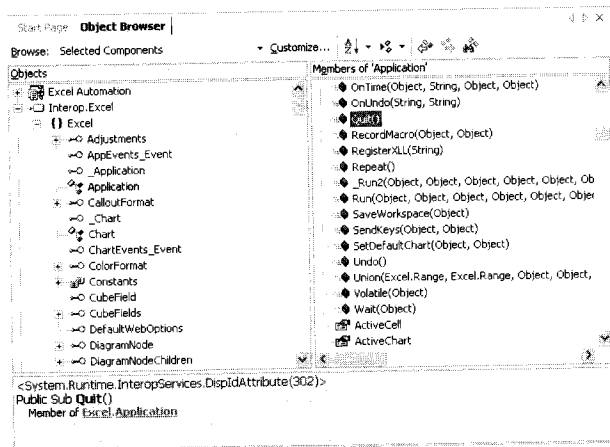 Start Page Object Browser
Browse: Selected Components Customize...
Objects
Excel Automation
Interop.Excel
{} Excel
Adjustments
AppEvents_Event
_Application
Application
CalloutFormat
_Chart
Chart
ChartEvents_Event
ColorFormat
Constants
CubeField
CubeFields
DefaultWebOptions
DiagramNode
DiagramNodeChildren
Members of 'Application'
OnTime(Object, String, Object, Object)
OnUndo(String, String)
Quit()
RecordMacro(Object, Object)
RegisterXLL(String)
Repeat()
_Run2(Object, Object, Object, Object, Object, Ob
Run(Object, Object, Object, Object, Object, Objec
SaveWorkspace(Object)
SendKeys(Object, Object)
SetDefaultChart(Object, Object)
Undo()
Union(Excel.Range, Excel.Range, Object, Object,
Volatile(Object)
Wait(Object)
ActiveCell
ActiveChart
<System.Runtime.InteropServices.DispIdAttribute(302)>
Public Sub Quit()
Member of Excel.Application